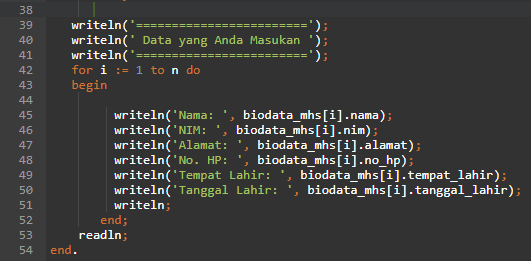 38
39 writeln('========================');
40 writeln(' Data yang Anda Masukan ');
41 writeln('========================');
42 for i := 1 to n do
43 begin
44
45 writeln('Nama: ', biodata_mhs[i].nama);
46 writeln('NIM: ', biodata_mhs[i].nim);
47 writeln('Alamat: ', biodata_mhs[i].alamat);
48 writeln('No. HP: ', biodata_mhs[i].no_hp);
49 writeln('Tempat Lahir: ', biodata_mhs[i].tempat_lahir);
50 writeln('Tanggal Lahir: ', biodata_mhs[i].tanggal_lahir);
51 writeln;
52 end;
53 readln;
54 end.